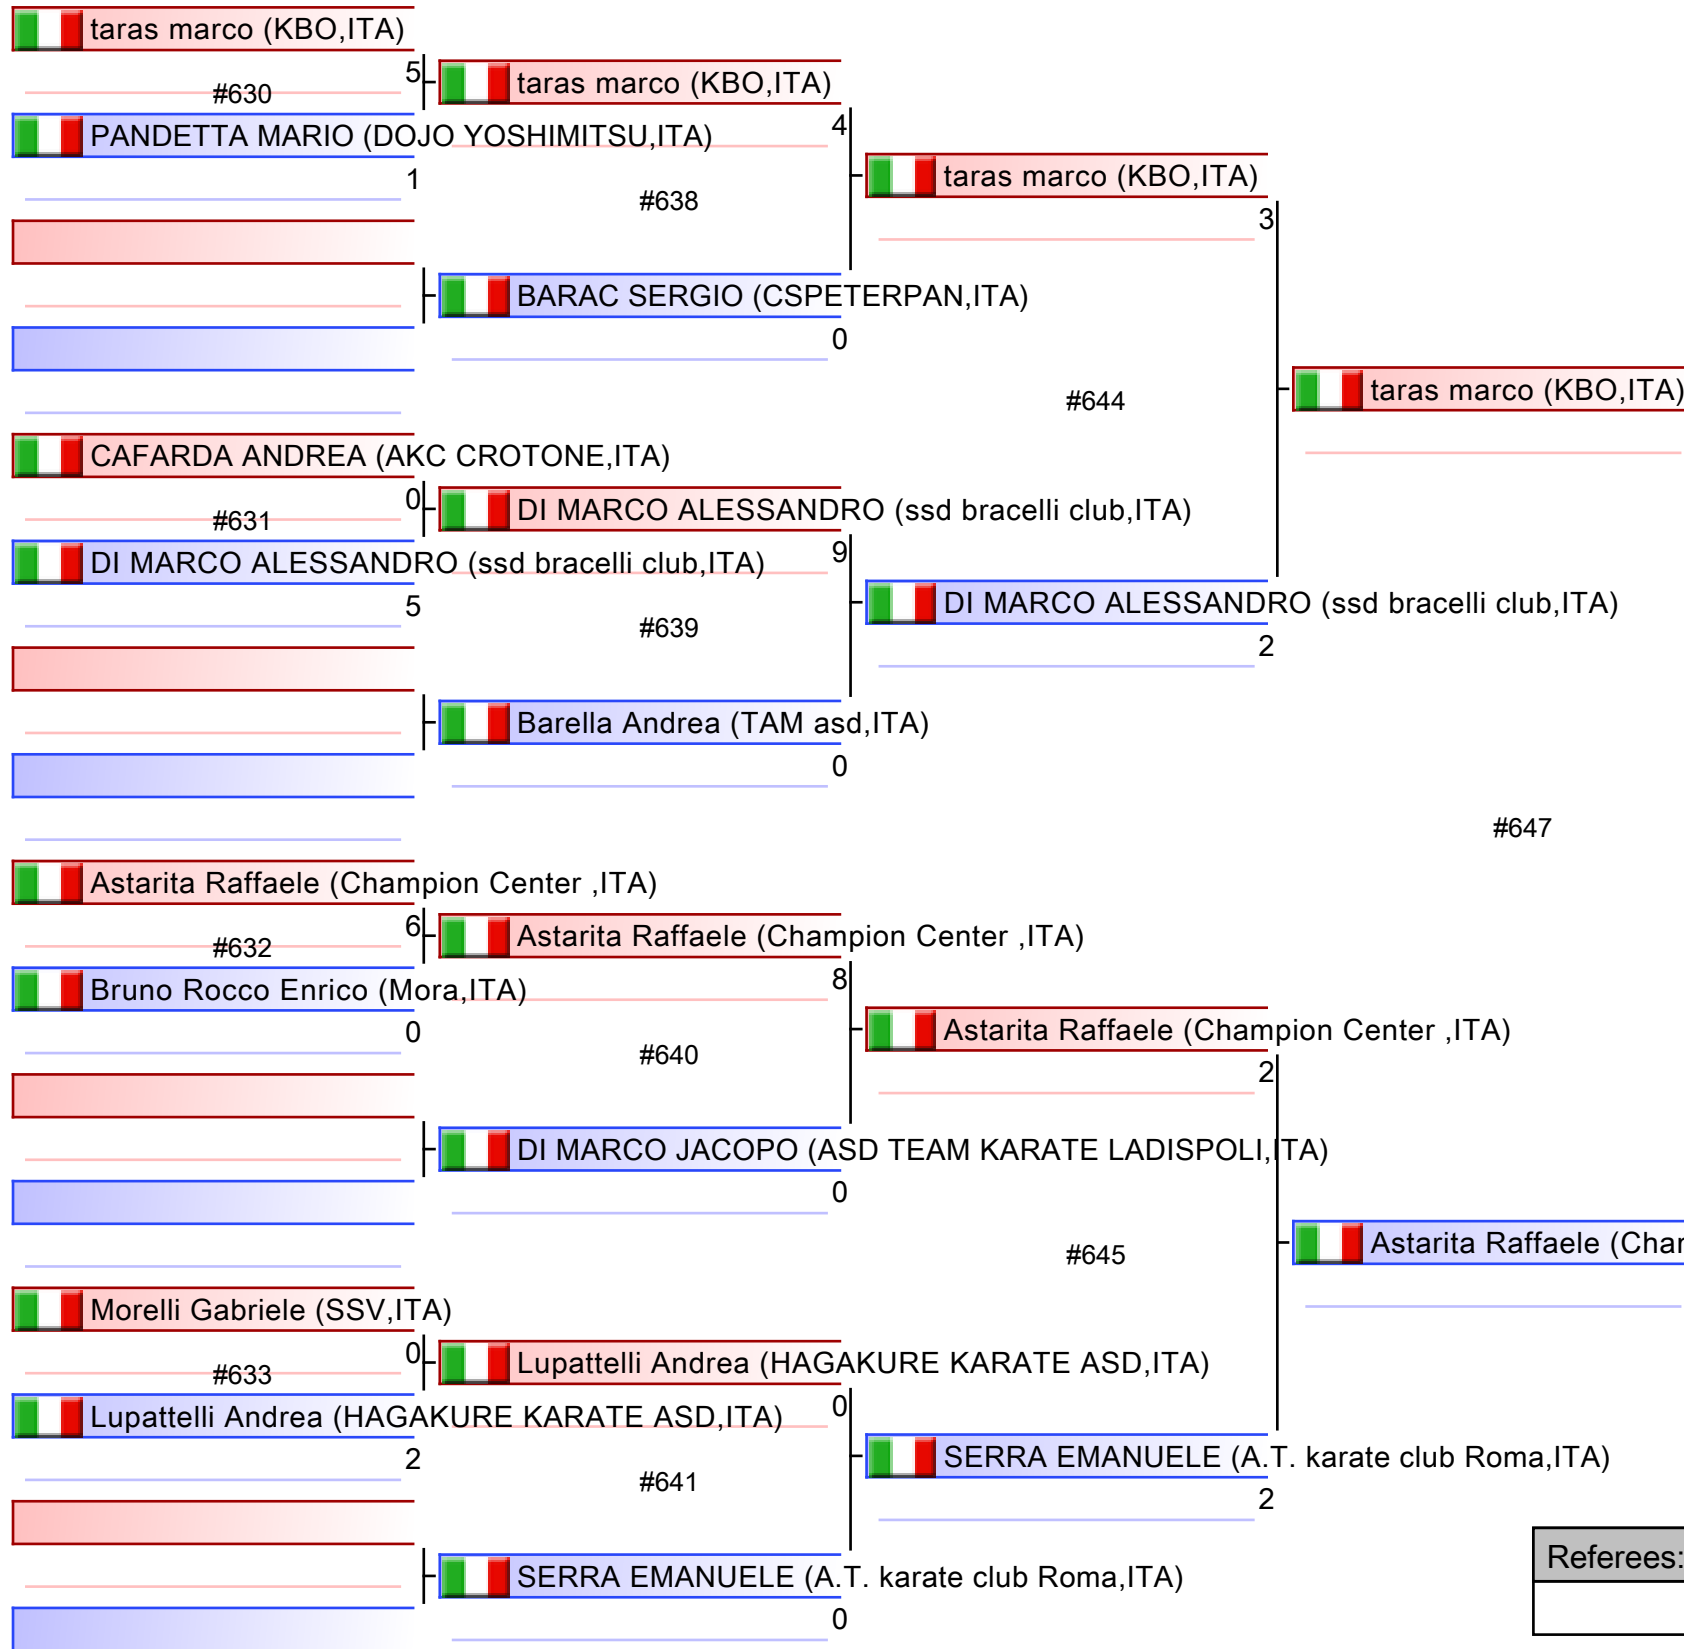 taras marco (KBO,ITA)
5
#630
PANDETTA MARIO (DOJO YOSHIMITSU,ITA)
1
CAFARDA ANDREA (AKC CROTONE,ITA)
0
#631
DI MARCO ALESSANDRO (ssd bracelli club,ITA)
5
Astarita Raffaele (Champion Center ,ITA)
6
#632
Bruno Rocco Enrico (Mora,ITA)
0
Morelli Gabriele (SSV,ITA)
0
#633
Lupattelli Andrea (HAGAKURE KARATE ASD,ITA)
2
taras marco (KBO,ITA)
4
#638
BARAC SERGIO (CSPETERPAN,ITA)
0
DI MARCO ALESSANDRO (ssd bracelli club,ITA)
9
#639
Barella Andrea (TAM asd,ITA)
0
Astarita Raffaele (Champion Center ,ITA)
8
#640
DI MARCO JACOPO (ASD TEAM KARATE LADISPOLI,ITA)
0
Lupattelli Andrea (HAGAKURE KARATE ASD,ITA)
0
#641
SERRA EMANUELE (A.T. karate club Roma,ITA)
0
taras marco (KBO,ITA)
3
#644
DI MARCO ALESSANDRO (ssd bracelli club,ITA)
2
Astarita Raffaele (Champion Center ,ITA)
2
#645
SERRA EMANUELE (A.T. karate club Roma,ITA)
2
taras marco (KBO,ITA)
#647
Astarita Raffaele (Cha
Referees: